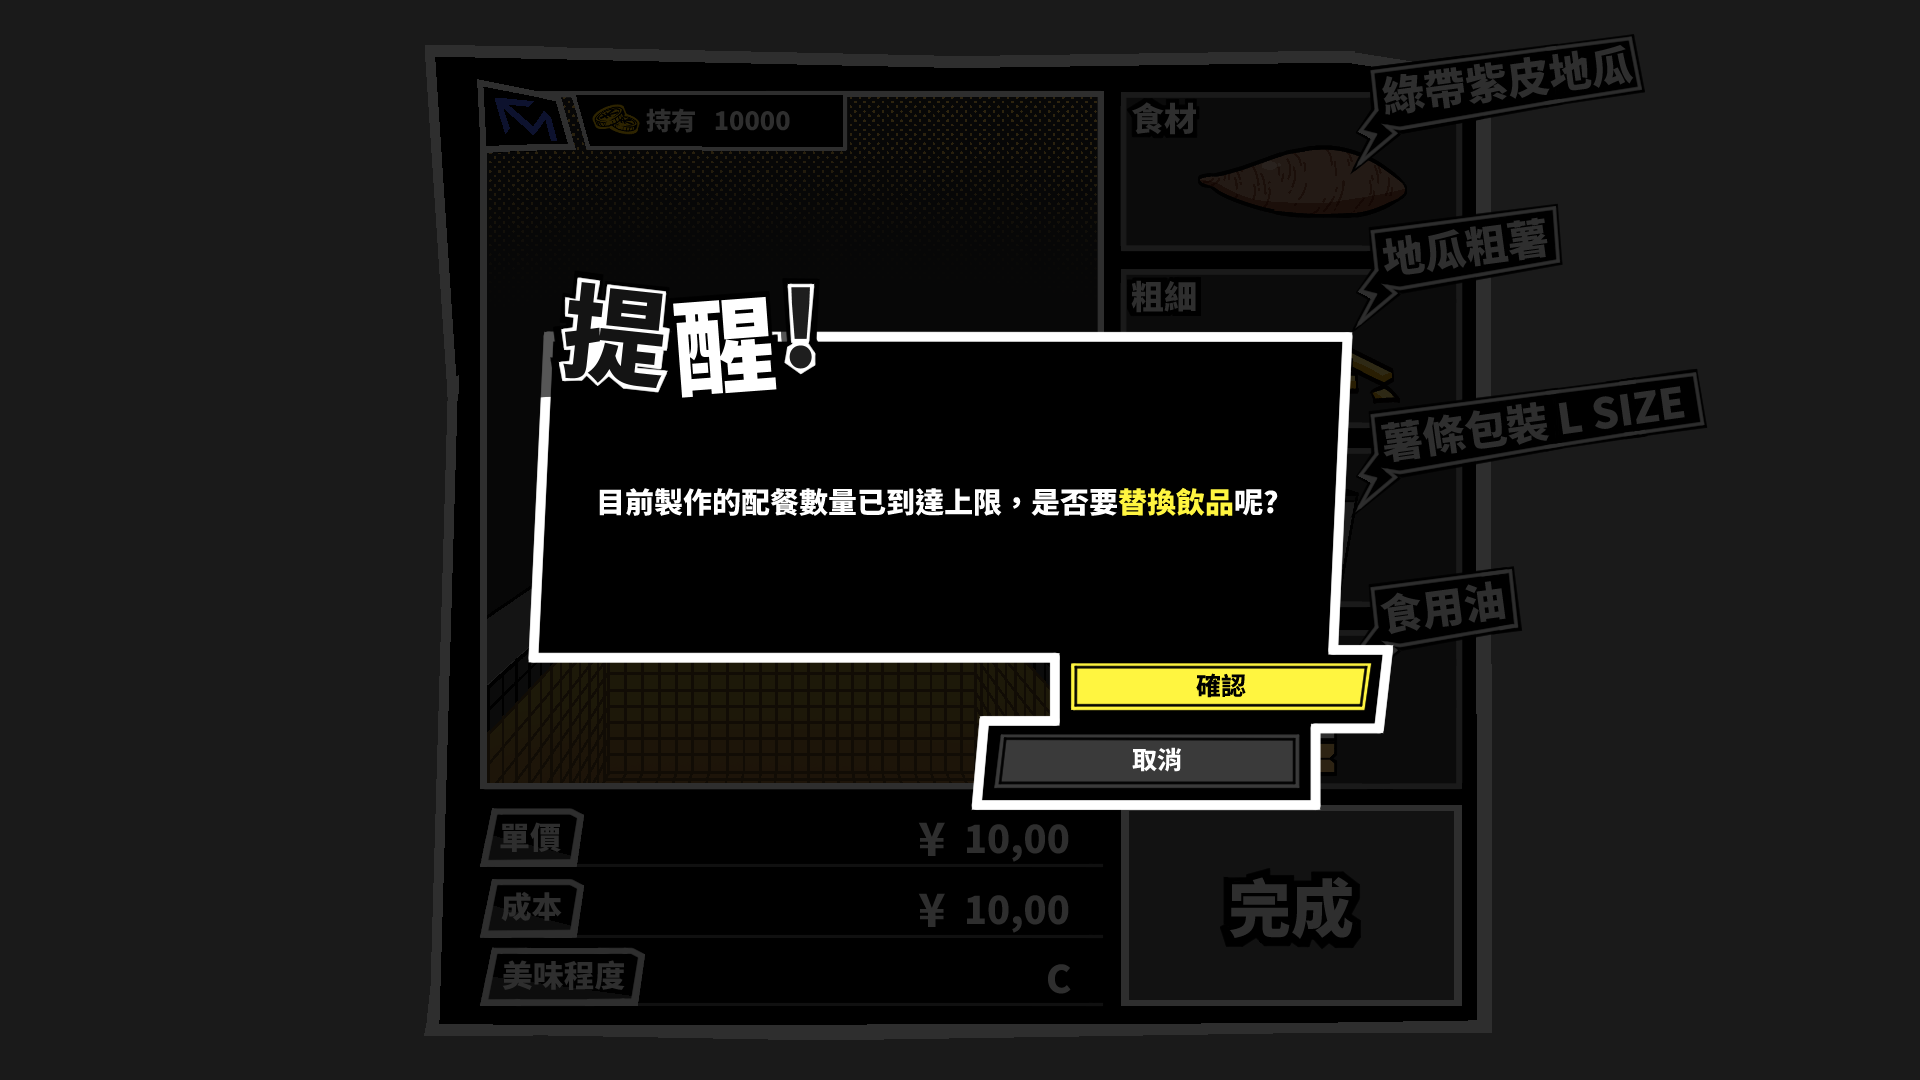 持有 10000
食材
綠帶紫皮地瓜
粗細
地瓜粗薯
薯條包裝 L SIZE
食用油
提醒!
目前製作的配餐數量已到達上限，是否要替換飲品呢?
確認
取消
單價 ¥ 10,00
成本 ¥ 10,00
美味程度 C
完成